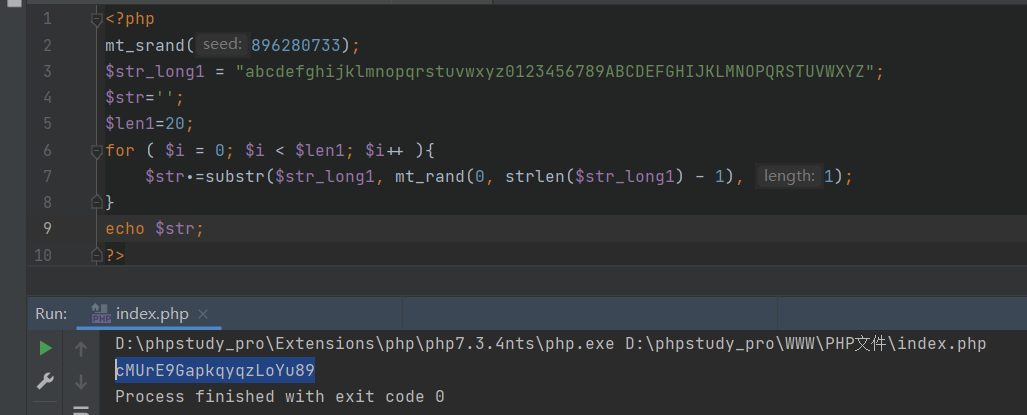 1 <?php
2 mt_srand( seed: 896280733);
3 $str_long1 = "abcdefghijklmnopqrstuvwxyz0123456789ABCDEFGHIJKLMNOPQRSTUVWXYZ";
4 $str='';
5 $len1=20;
6 for ( $i = 0; $i < $len1; $i++ ){
7 $str.=substr($str_long1, mt_rand(0, strlen($str_long1) - 1), length: 1);
8 }
9 echo $str;
10 ?>
Run: index.php ×
D:\phpstudy_pro\Extensions\php\php7.3.4nts\php.exe D:\phpstudy_pro\WWW\PHP文件\index.php
cMUrE9GapkqyqzLoYu89
Process finished with exit code 0